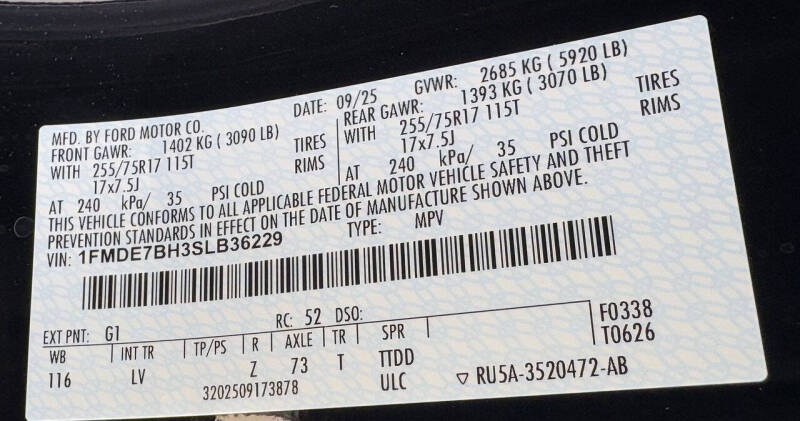 MFD. BY FORD MOTOR CO.
DATE: 09/25 GVWR: 2685 KG ( 5920 LB)
FRONT GAWR: 1402 KG ( 3090 LB)
WITH 255/75R17 115T TIRES
17x7.5J RIMS
AT 240 kPa/ 35 PSI COLD
REAR GAWR: 1393 KG ( 3070 LB)
WITH 255/75R17 115T TIRES
17x7.5J RIMS
AT 240 kPa/ 35 PSI COLD
THIS VEHICLE CONFORMS TO ALL APPLICABLE FEDERAL MOTOR VEHICLE SAFETY AND THEFT
PREVENTION STANDARDS IN EFFECT ON THE DATE OF MANUFACTURE SHOWN ABOVE.
VIN: 1FMDE7BH3SLB36229 TYPE: MPV
EXT PNT: G1 RC: 52 DSO:
WB INT TR TP/PS R AXLE TR SPR
116 LV Z 73 T TTDD
ULC
3202509173878
F0338
T0626
▽ RU5A-3520472-AB